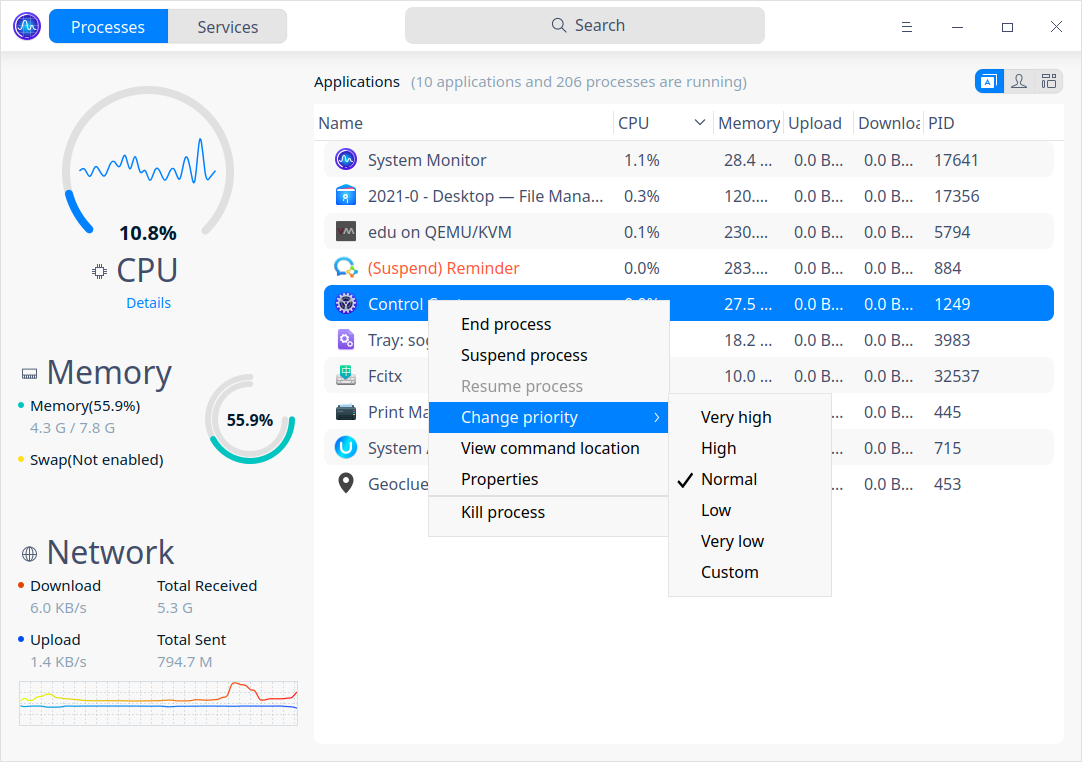 Processes Services Search
Applications (10 applications and 206 processes are running)
Name CPU Memory Upload Downloa PID
System Monitor 1.1% 28.4 ... 0.0 B... 0.0 B... 17641
2021-0 - Desktop — File Mana... 0.3% 120.... 0.0 B... 0.0 B... 17356
edu on QEMU/KVM 0.1% 230.... 0.0 B... 0.0 B... 5794
(Suspend) Reminder 0.0% 283.... 0.0 B... 0.0 B... 884
Control 27.5 ... 0.0 B... 0.0 B... 1249
Tray: sog 18.2 ... 0.0 B... 0.0 B... 3983
Fcitx 10.0 ... 0.0 B... 0.0 B... 32537
Print Ma ... 0.0 B... 445
System ... 0.0 B... 715
Geoclue ... 0.0 B... 453
End process
Suspend process
Resume process
Change priority
View command location
Properties
Kill process
Very high
High
Normal
Low
Very low
Custom
10.8%
CPU
Details
Memory
Memory(55.9%)
4.3 G / 7.8 G
Swap(Not enabled)
55.9%
Network
Download Total Received
6.0 KB/s 5.3 G
Upload Total Sent
1.4 KB/s 794.7 M